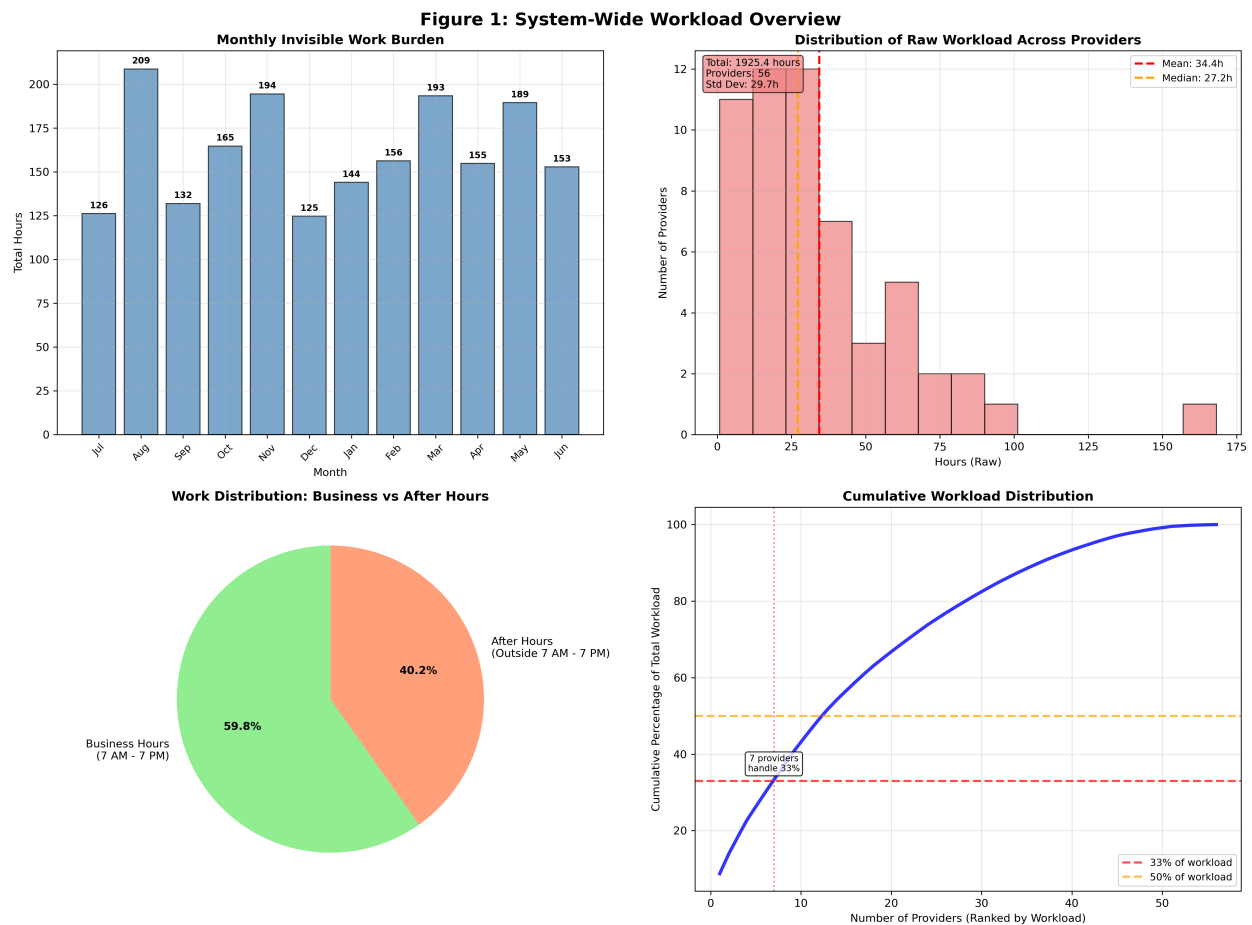 Figure 1: System-Wide Workload Overview
Monthly Invisible Work Burden
Total Hours
200
175
150
125
100
75
50
25
0
126
209
132
165
194
125
144
156
193
155
189
153
Jul
Aug
Sep
Oct
Nov
Dec
Jan
Feb
Mar
Apr
May
Jun
Month
Distribution of Raw Workload Across Providers
Total: 1925.4 hours
Providers: 56
Std Dev: 29.7h
Mean: 34.4h
Median: 27.2h
Number of Providers
12
10
8
6
4
2
0
0
25
50
75
100
125
150
175
Hours (Raw)
Work Distribution: Business vs After Hours
After Hours
(Outside 7 AM - 7 PM)
40.2%
59.8%
Business Hours
(7 AM - 7 PM)
Cumulative Workload Distribution
Cumulative Percentage of Total Workload
100
80
60
40
20
7 providers
handle 33%
33% of workload
50% of workload
0
10
20
30
40
50
Number of Providers (Ranked by Workload)